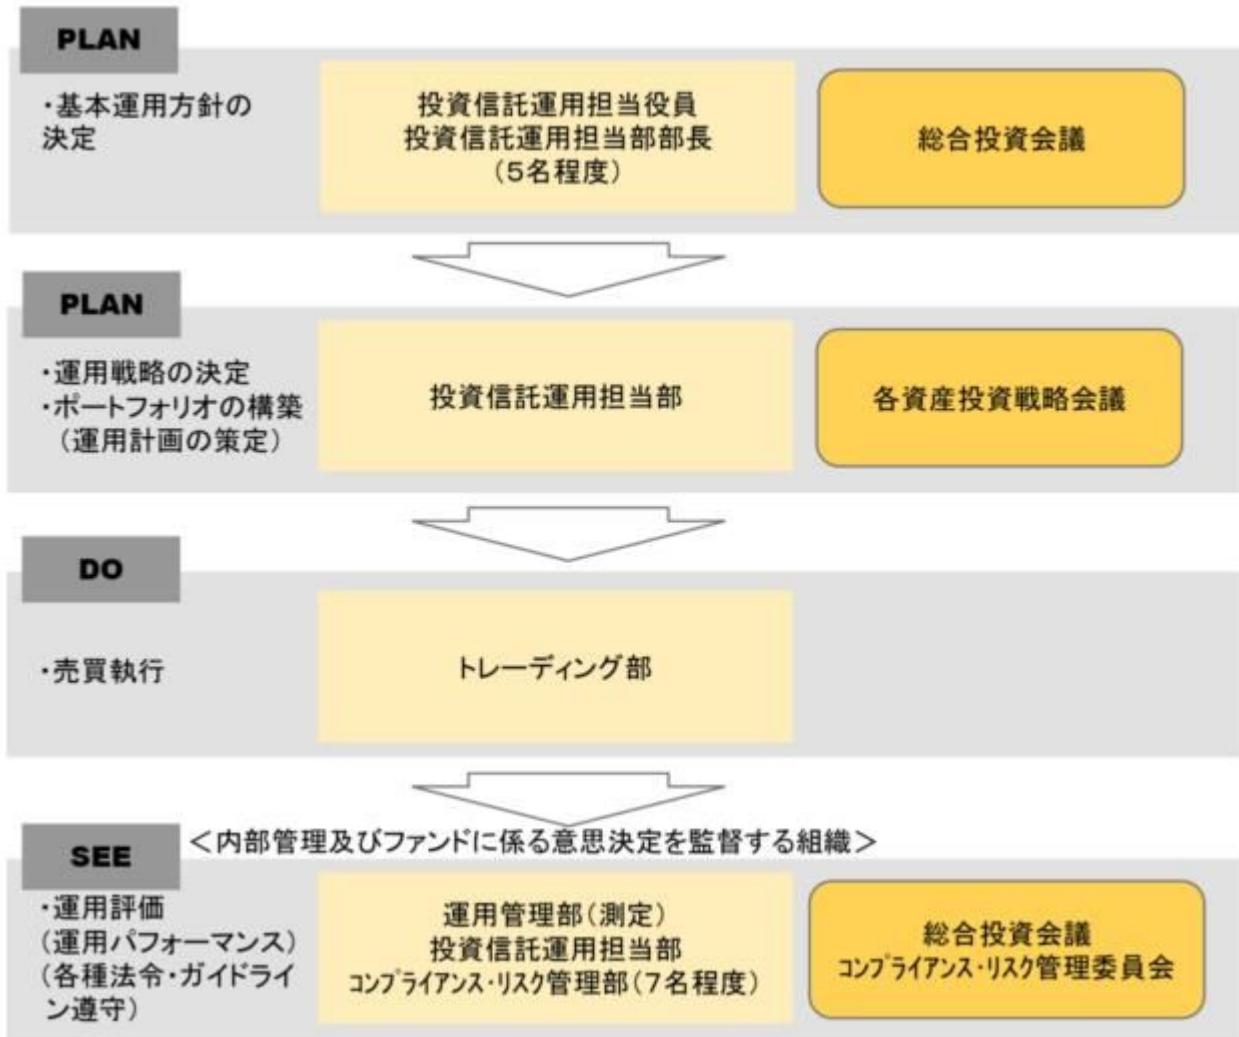 PLAN
・基本運用方針の
決定
投資信託運用担当役員
投資信託運用担当部部長
(5名程度)
総合投資会議
PLAN
・運用戦略の決定
・ポートフォリオの構築
(運用計画の策定)
投資信託運用担当部
各資産投資戦略会議
DO
・売買執行
トレーディング部
SEE
＜内部管理及びファンドに係る意思決定を監督する組織＞
・運用評価
(運用パフォーマンス)
(各種法令・ガイドライ
ン遵守)
運用管理部(測定)
投資信託運用担当部
ｺﾝﾌﾟﾗｲｱﾝｽ・ﾘｽｸ管理部(7名程度)
総合投資会議
ｺﾝﾌﾟﾗｲｱﾝｽ・ﾘｽｸ管理委員会